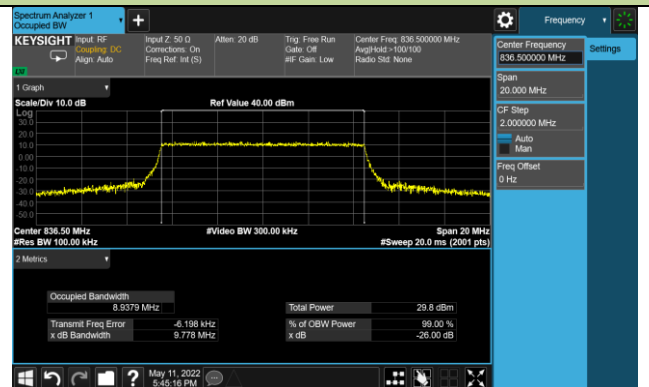 Spectrum Analyzer 1
Occupied BW
Frequency
KEYSIGHT
Input: RF
Coupling: DC
Align: Auto
Input Z: 50 Ω
Corrections: On
Freq Ref: Int (S)
Atten: 20 dB
Trig: Free Run
Gate: Off
#IF Gain: Low
Center Freq: 836.500000 MHz
Avg|Hold:>100/100
Radio Std: None
Center Frequency
836.500000 MHz
Settings
Span
20.000 MHz
CF Step
2.000000 MHz
Auto
Man
Freq Offset
0 Hz
1 Graph
Scale/Div 10.0 dB
Ref Value 40.00 dBm
Log
30.0
20.0
10.0
0.00
-10.0
-20.0
-30.0
-40.0
-50.0
Center 836.50 MHz
#Video BW 300.00 kHz
Span 20 MHz
#Res BW 100.00 kHz
#Sweep 20.0 ms (2001 pts)
2 Metrics
Occupied Bandwidth
8.9379 MHz
Total Power 29.8 dBm
Transmit Freq Error -6.198 kHz
% of OBW Power 99.00 %
x dB Bandwidth 9.778 MHz
x dB -26.00 dB
May 11, 2022
5:45:16 PM